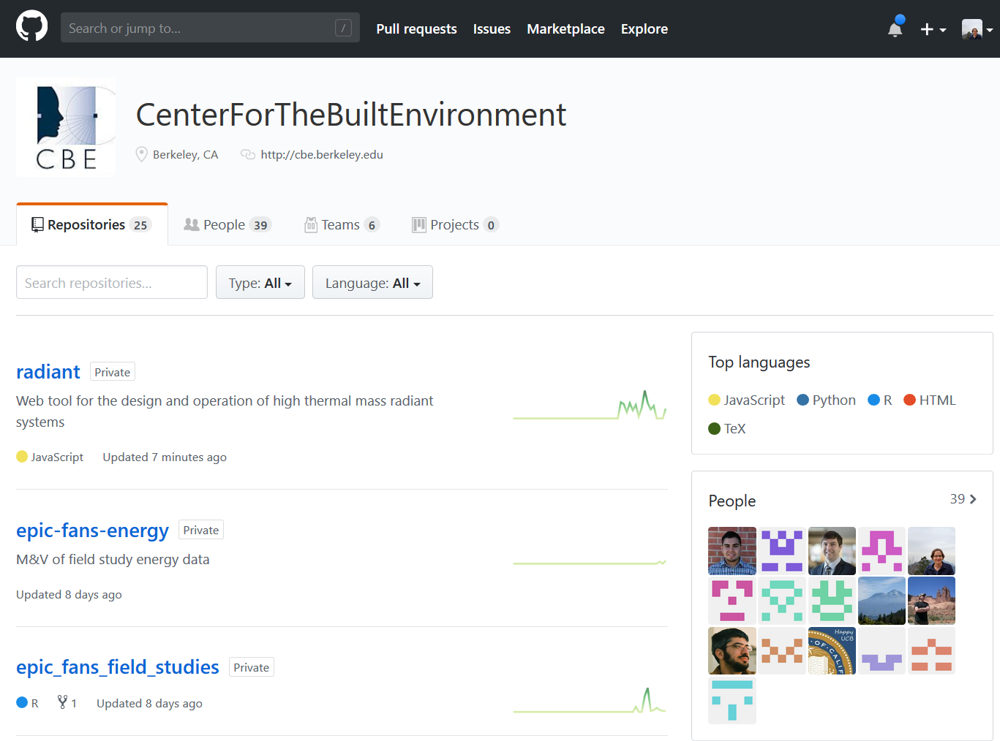 Search or jump to...
/
Pull requests
Issues
Marketplace
Explore
CBE
CenterForTheBuiltEnvironment
Berkeley, CA
http://cbe.berkeley.edu
Repositories 25
People 39
Teams 6
Projects 0
Search repositories...
Type: All
Language: All
radiant Private
Web tool for the design and operation of high thermal mass radiant
systems
JavaScript Updated 7 minutes ago
epic-fans-energy Private
M&V of field study energy data
Updated 8 days ago
epic_fans_field_studies Private
R 1 Updated 8 days ago
Top languages
JavaScript Python R HTML
TeX
People 39
Happy
UCB
OF CALIF